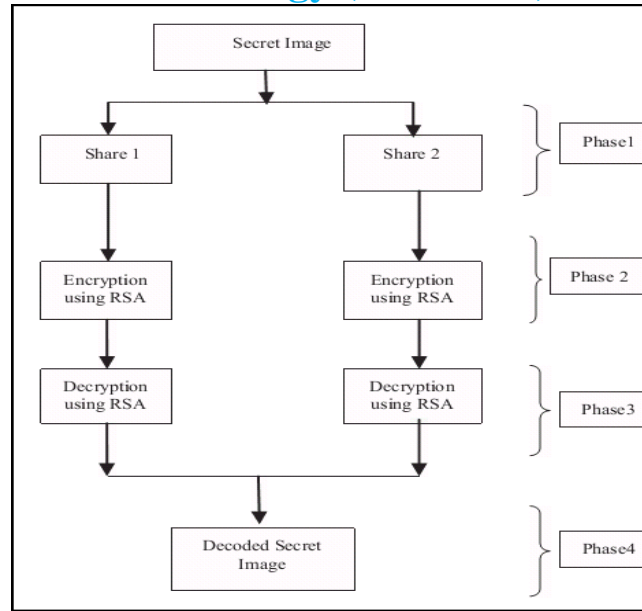 Secret Image
Share 1
Share 2
Phase1
Encryption
using RSA
Encryption
using RSA
Phase 2
Decryption
using RSA
Decryption
using RSA
Phase3
Decoded Secret
Image
Phase4